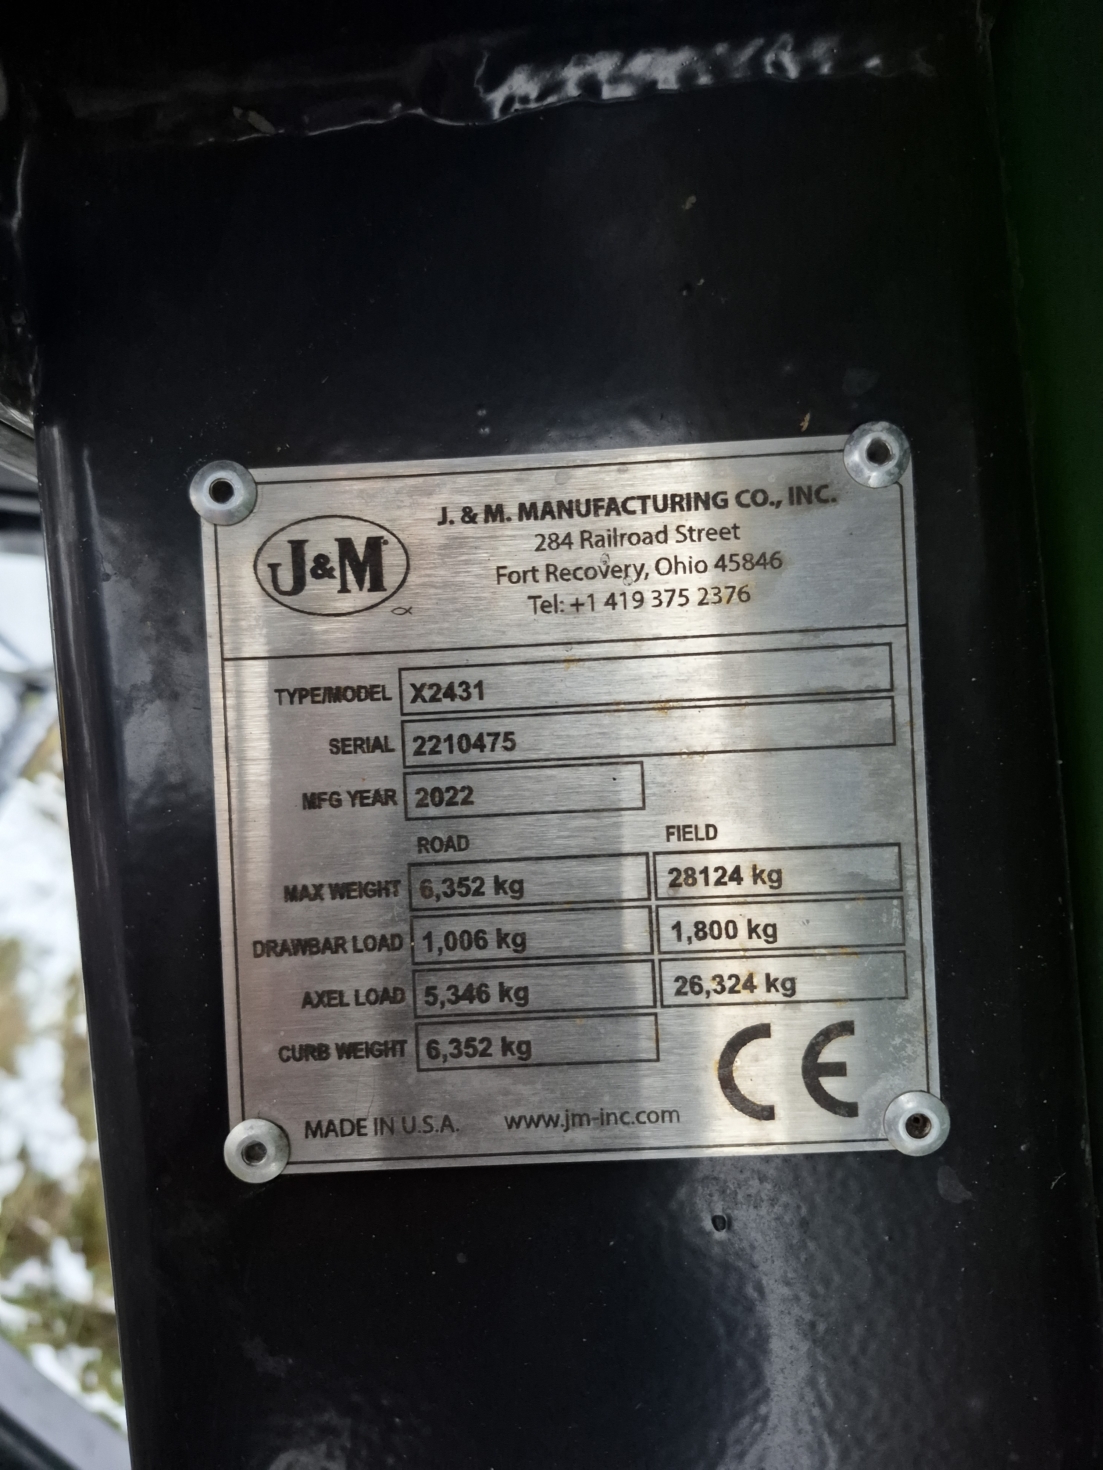 J&M
J. & M. MANUFACTURING CO., INC.
284 Railroad Street
Fort Recovery, Ohio 45846
Tel: +1 419 375 2376
TYPE/MODEL X2431
SERIAL 2210475
MFG YEAR 2022
ROAD FIELD
MAX WEIGHT 6,352 kg 28124 kg
DRAWBAR LOAD 1,006 kg 1,800 kg
AXEL LOAD 5,346 kg 26,324 kg
CURB WEIGHT 6,352 kg
CE
MADE IN U.S.A. www.jm-inc.com